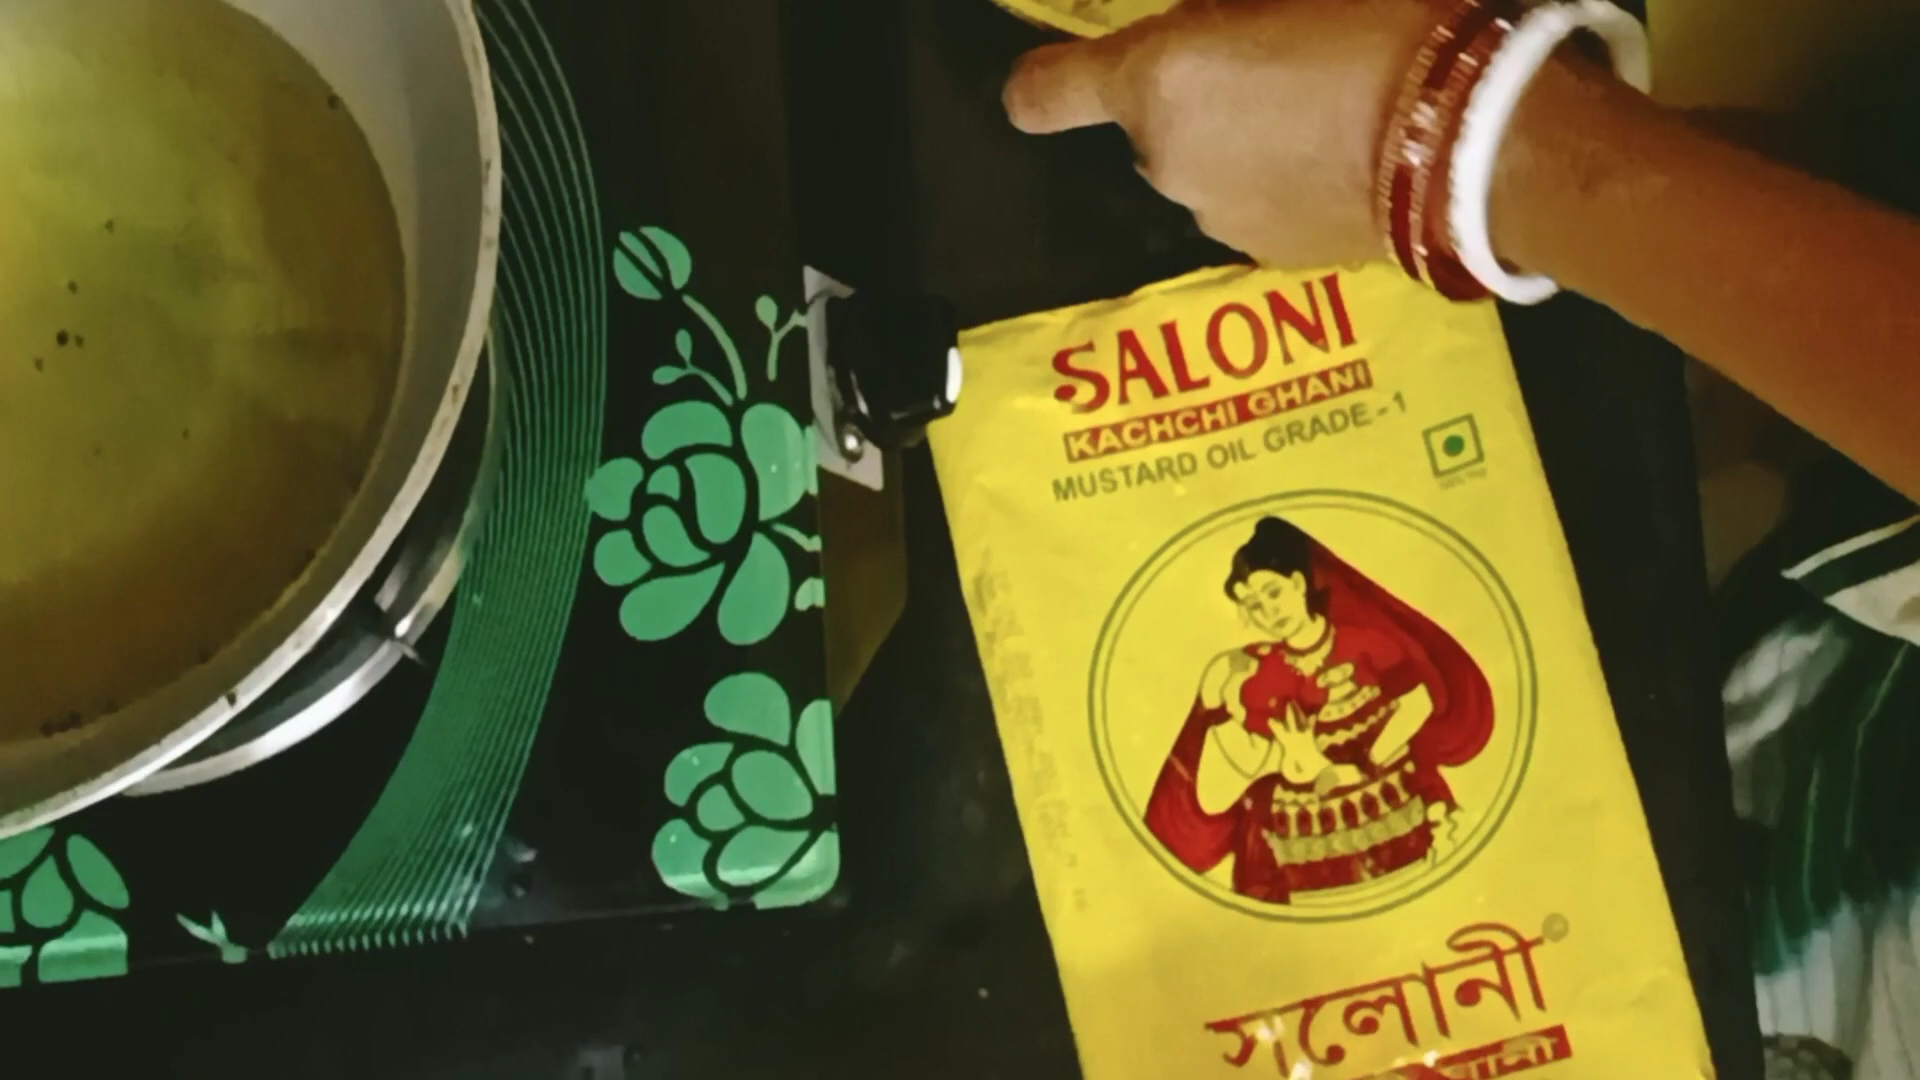 SALONI
KACHCHI GHANI
MUSTARD OIL GRADE-1
সলোনী